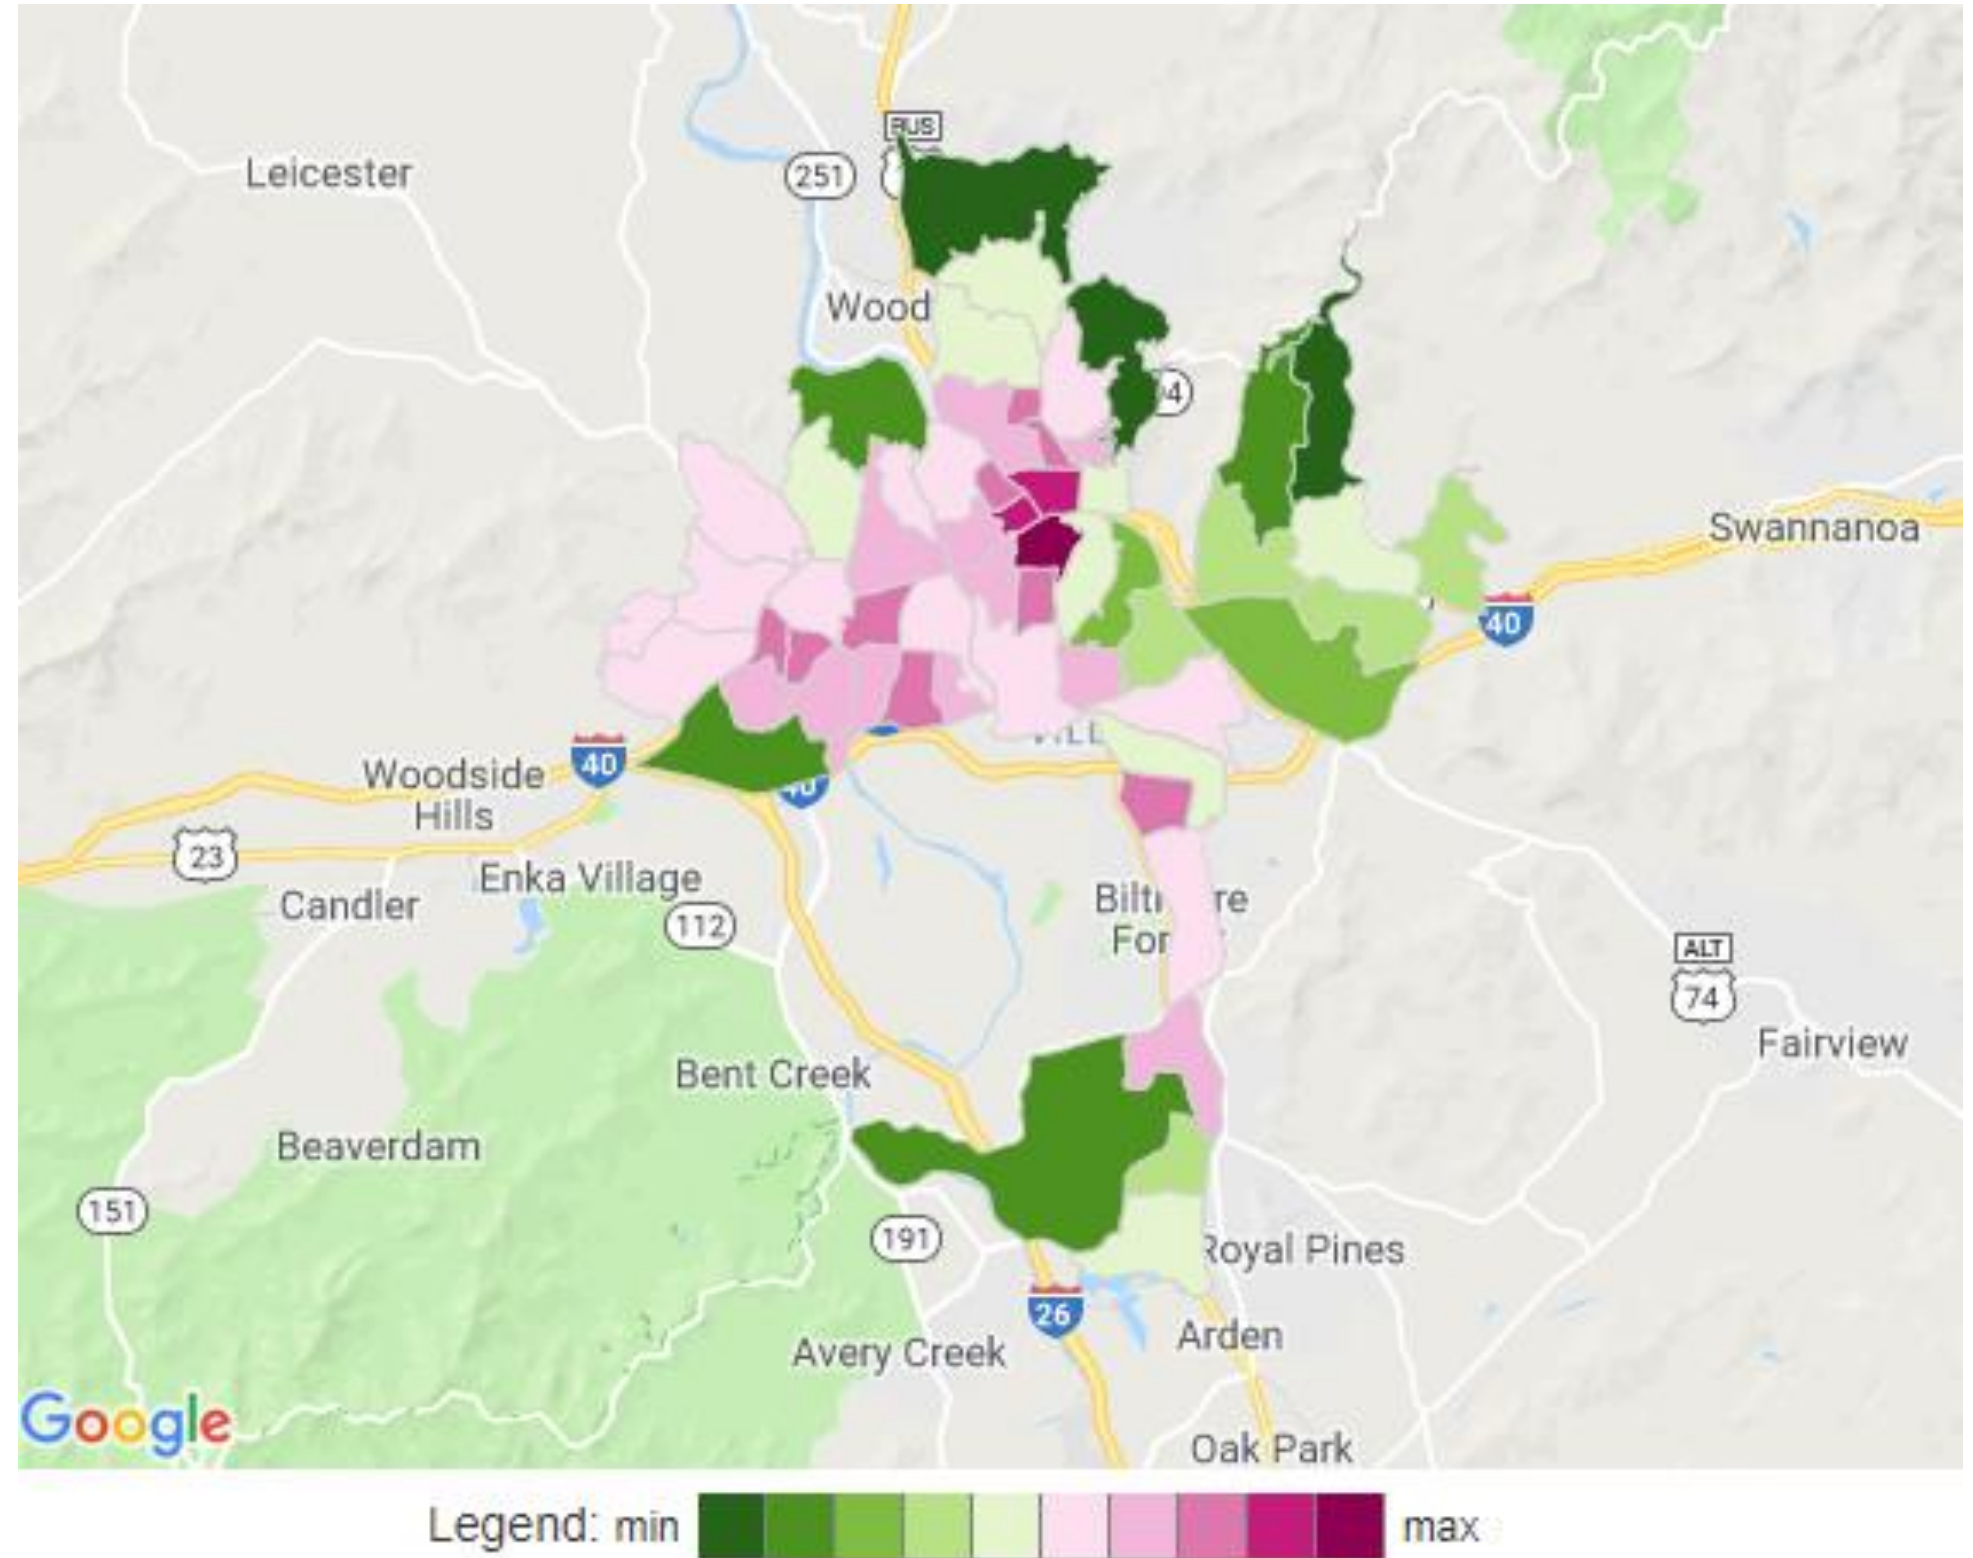 BUS
Leicester
251
Wood
4
Swannanoa
40
VILL
Woodside
Hills
40
40
23
Enka Village
Candler
112
Bilt re
For
ALT
74
Fairview
Bent Creek
Beaverdam
151
191
Royal Pines
26
Arden
Avery Creek
Google
Oak Park
Legend: min max